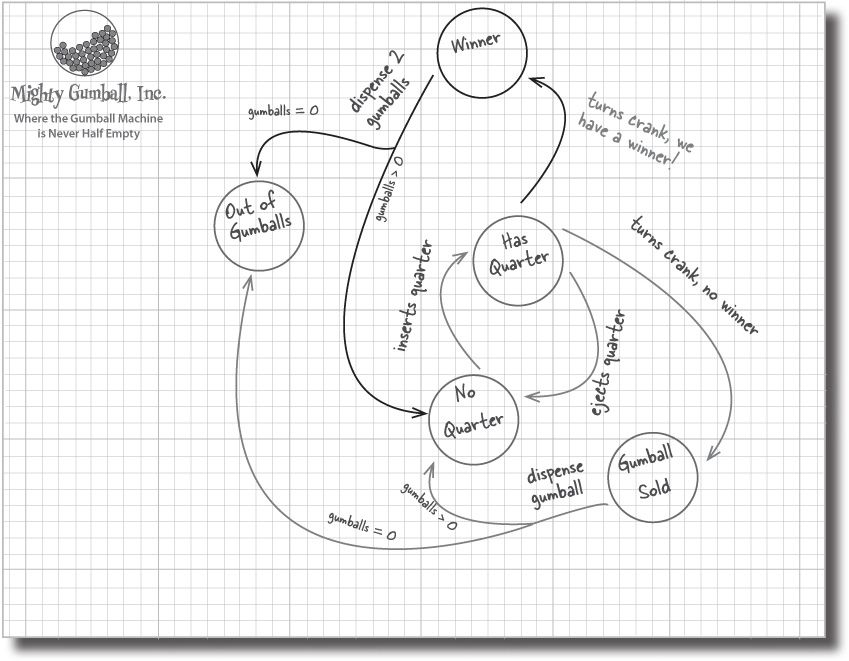 Mighty Gumball, Inc.
Where the Gumball Machine
is Never Half Empty
Winner
dispense 2
gumballs
gumballs = 0
gumballs > 0
turns crank, we
have a winner!
Out of
Gumballs
Has
Quarter
turns crank, no winner
inserts quarter
ejects quarter
No
Quarter
Gumball
Sold
dispense
gumball
gumballs > 0
gumballs = 0